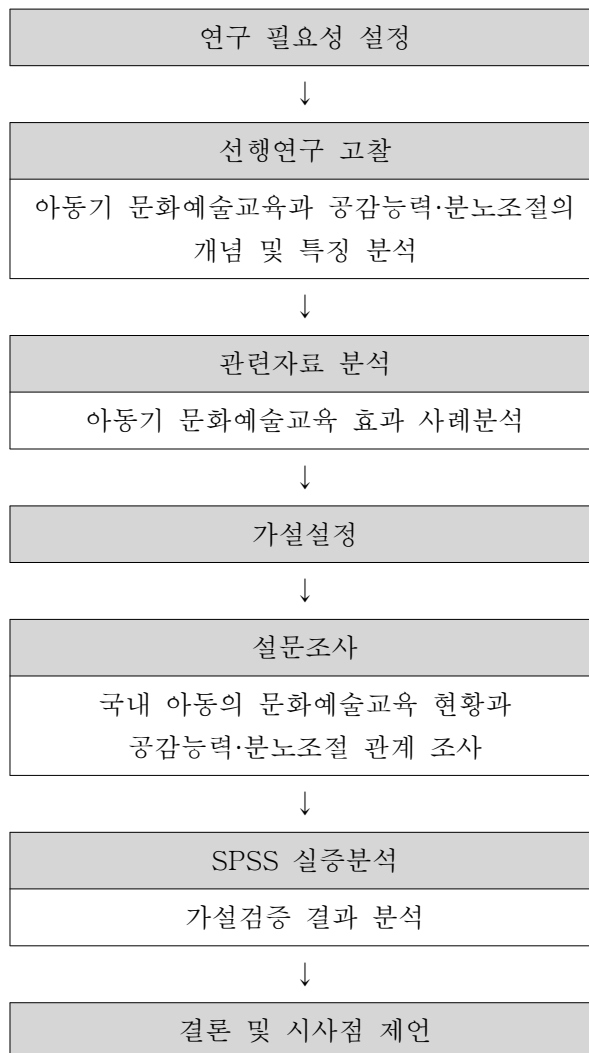 연구 필요성 설정
↓
선행연구 고찰
아동기 문화예술교육과 공감능력·분노조절의
개념 및 특징 분석
↓
관련자료 분석
아동기 문화예술교육 효과 사례분석
↓
가설설정
↓
설문조사
국내 아동의 문화예술교육 현황과
공감능력·분노조절 관계 조사
↓
SPSS 실증분석
가설검증 결과 분석
↓
결론 및 시사점 제언